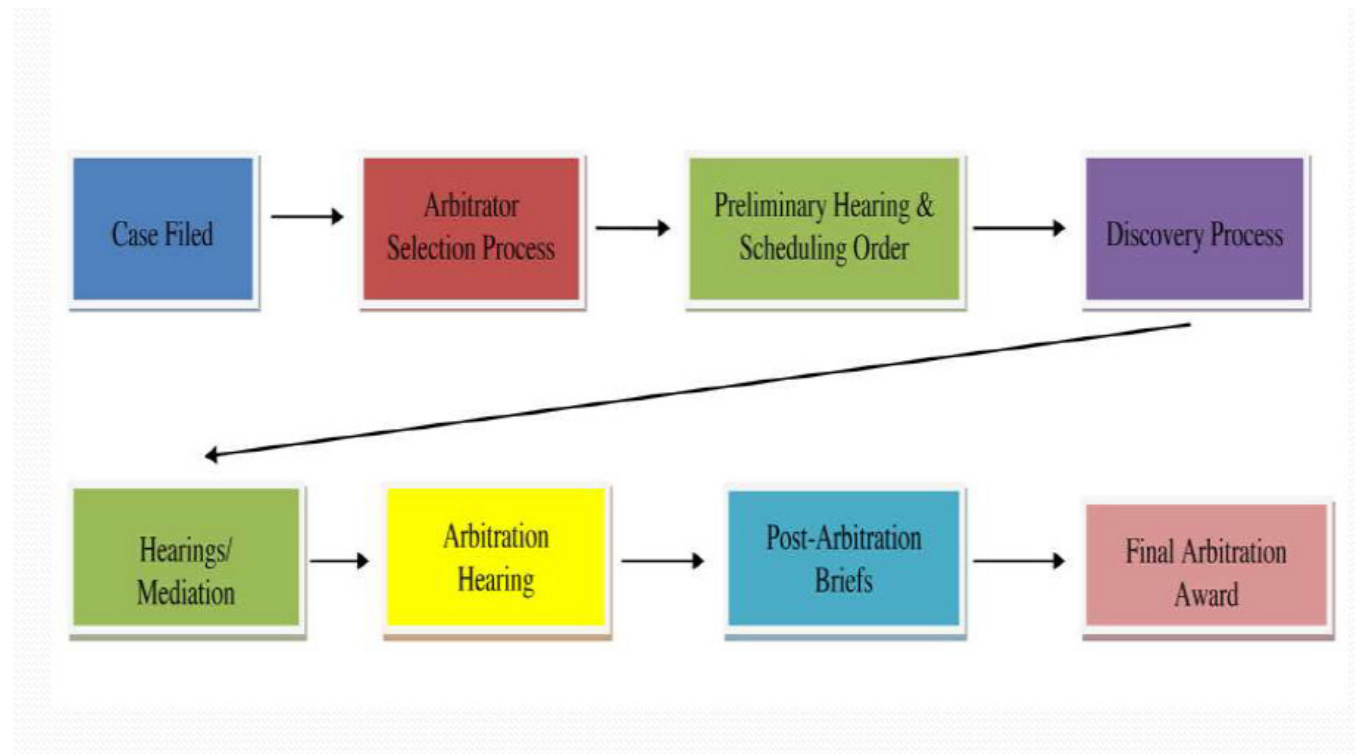 Case Filed
Arbitrator
Selection Process
Preliminary Hearing &
Scheduling Order
Discovery Process
Hearings/
Mediation
Arbitration
Hearing
Post-Arbitration
Briefs
Final Arbitration
Award